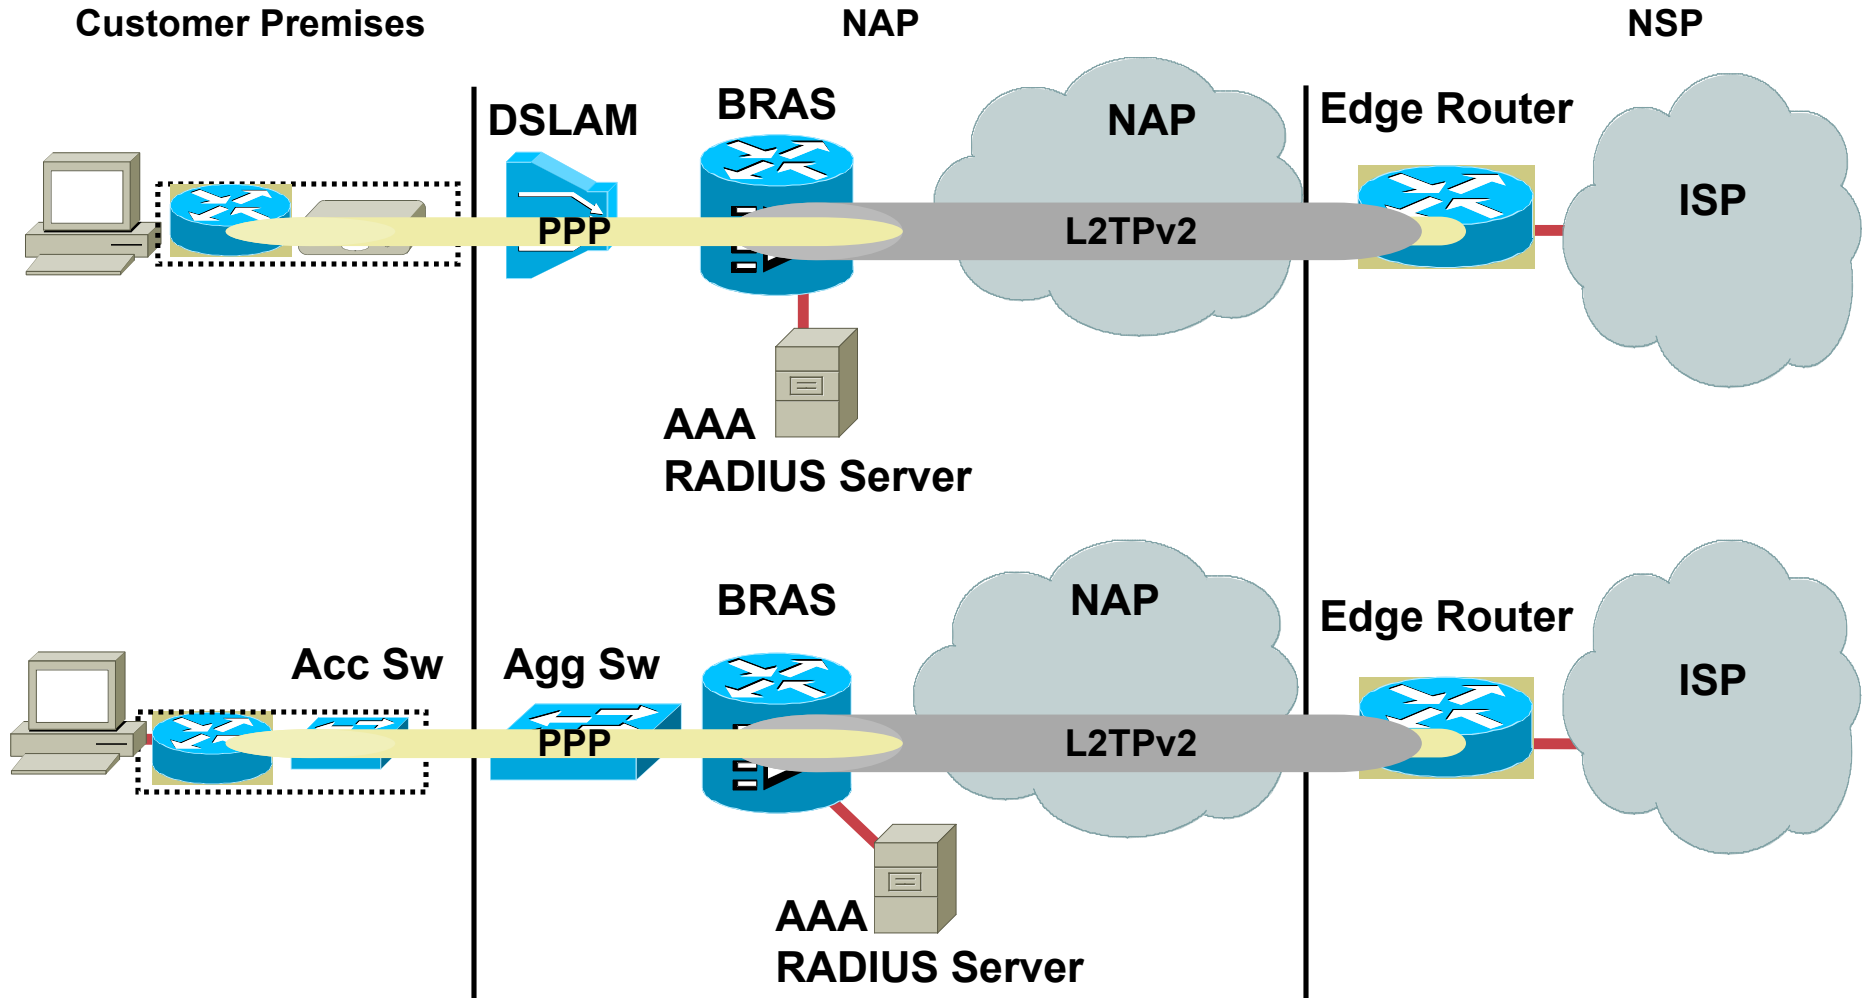 Customer Premises
NAP
NSP
DSLAM
BRAS
NAP
Edge Router
ISP
PPP
L2TPv2
AAA
RADIUS Server
BRAS
NAP
Edge Router
Acc Sw
Agg Sw
ISP
PPP
L2TPv2
AAA
RADIUS Server